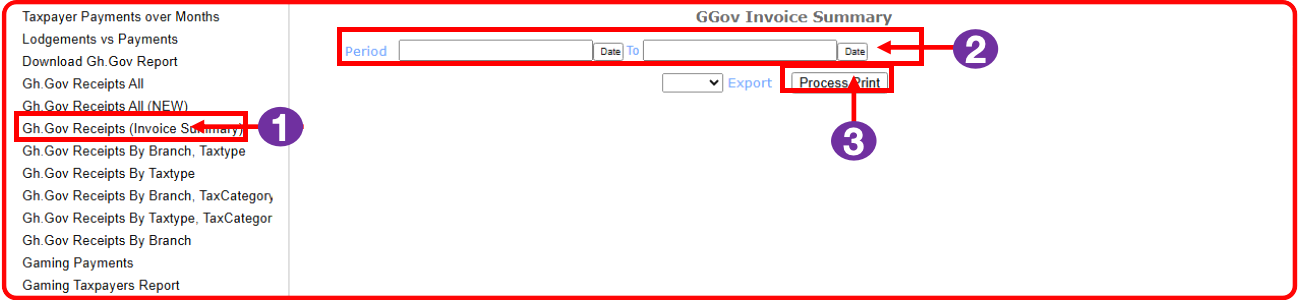 Taxpayer Payments over Months
Lodgements vs Payments
Download Gh.Gov Report
Gh.Gov Receipts All
Gh.Gov Receipts All (NEW)
Gh.Gov Receipts (Invoice Summary)
Gh.Gov Receipts By Branch, Taxtype
Gh.Gov Receipts By Taxtype
Gh.Gov Receipts By Branch, TaxCategory
Gh.Gov Receipts By Taxtype, TaxCategor
Gh.Gov Receipts By Branch
Gaming Payments
Gaming Taxpayers Report
1
GGov Invoice Summary
Period Date To Date
2
Export Process Print
3